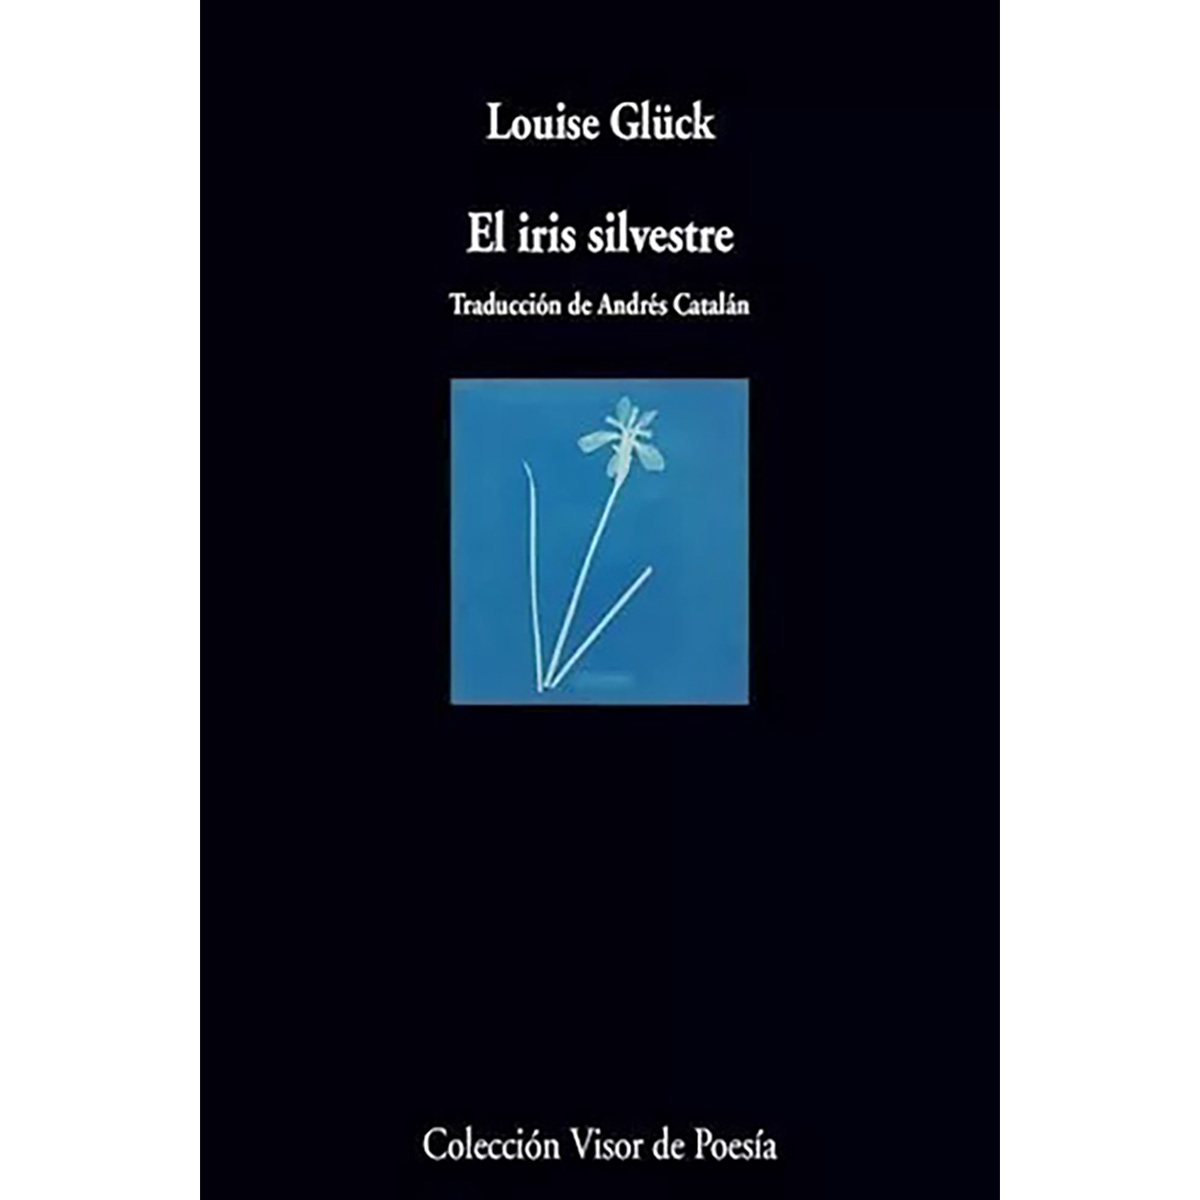 Louise Glück
El iris silvestre
Traducción de Andrés Catalán
Colección Visor de Poesía